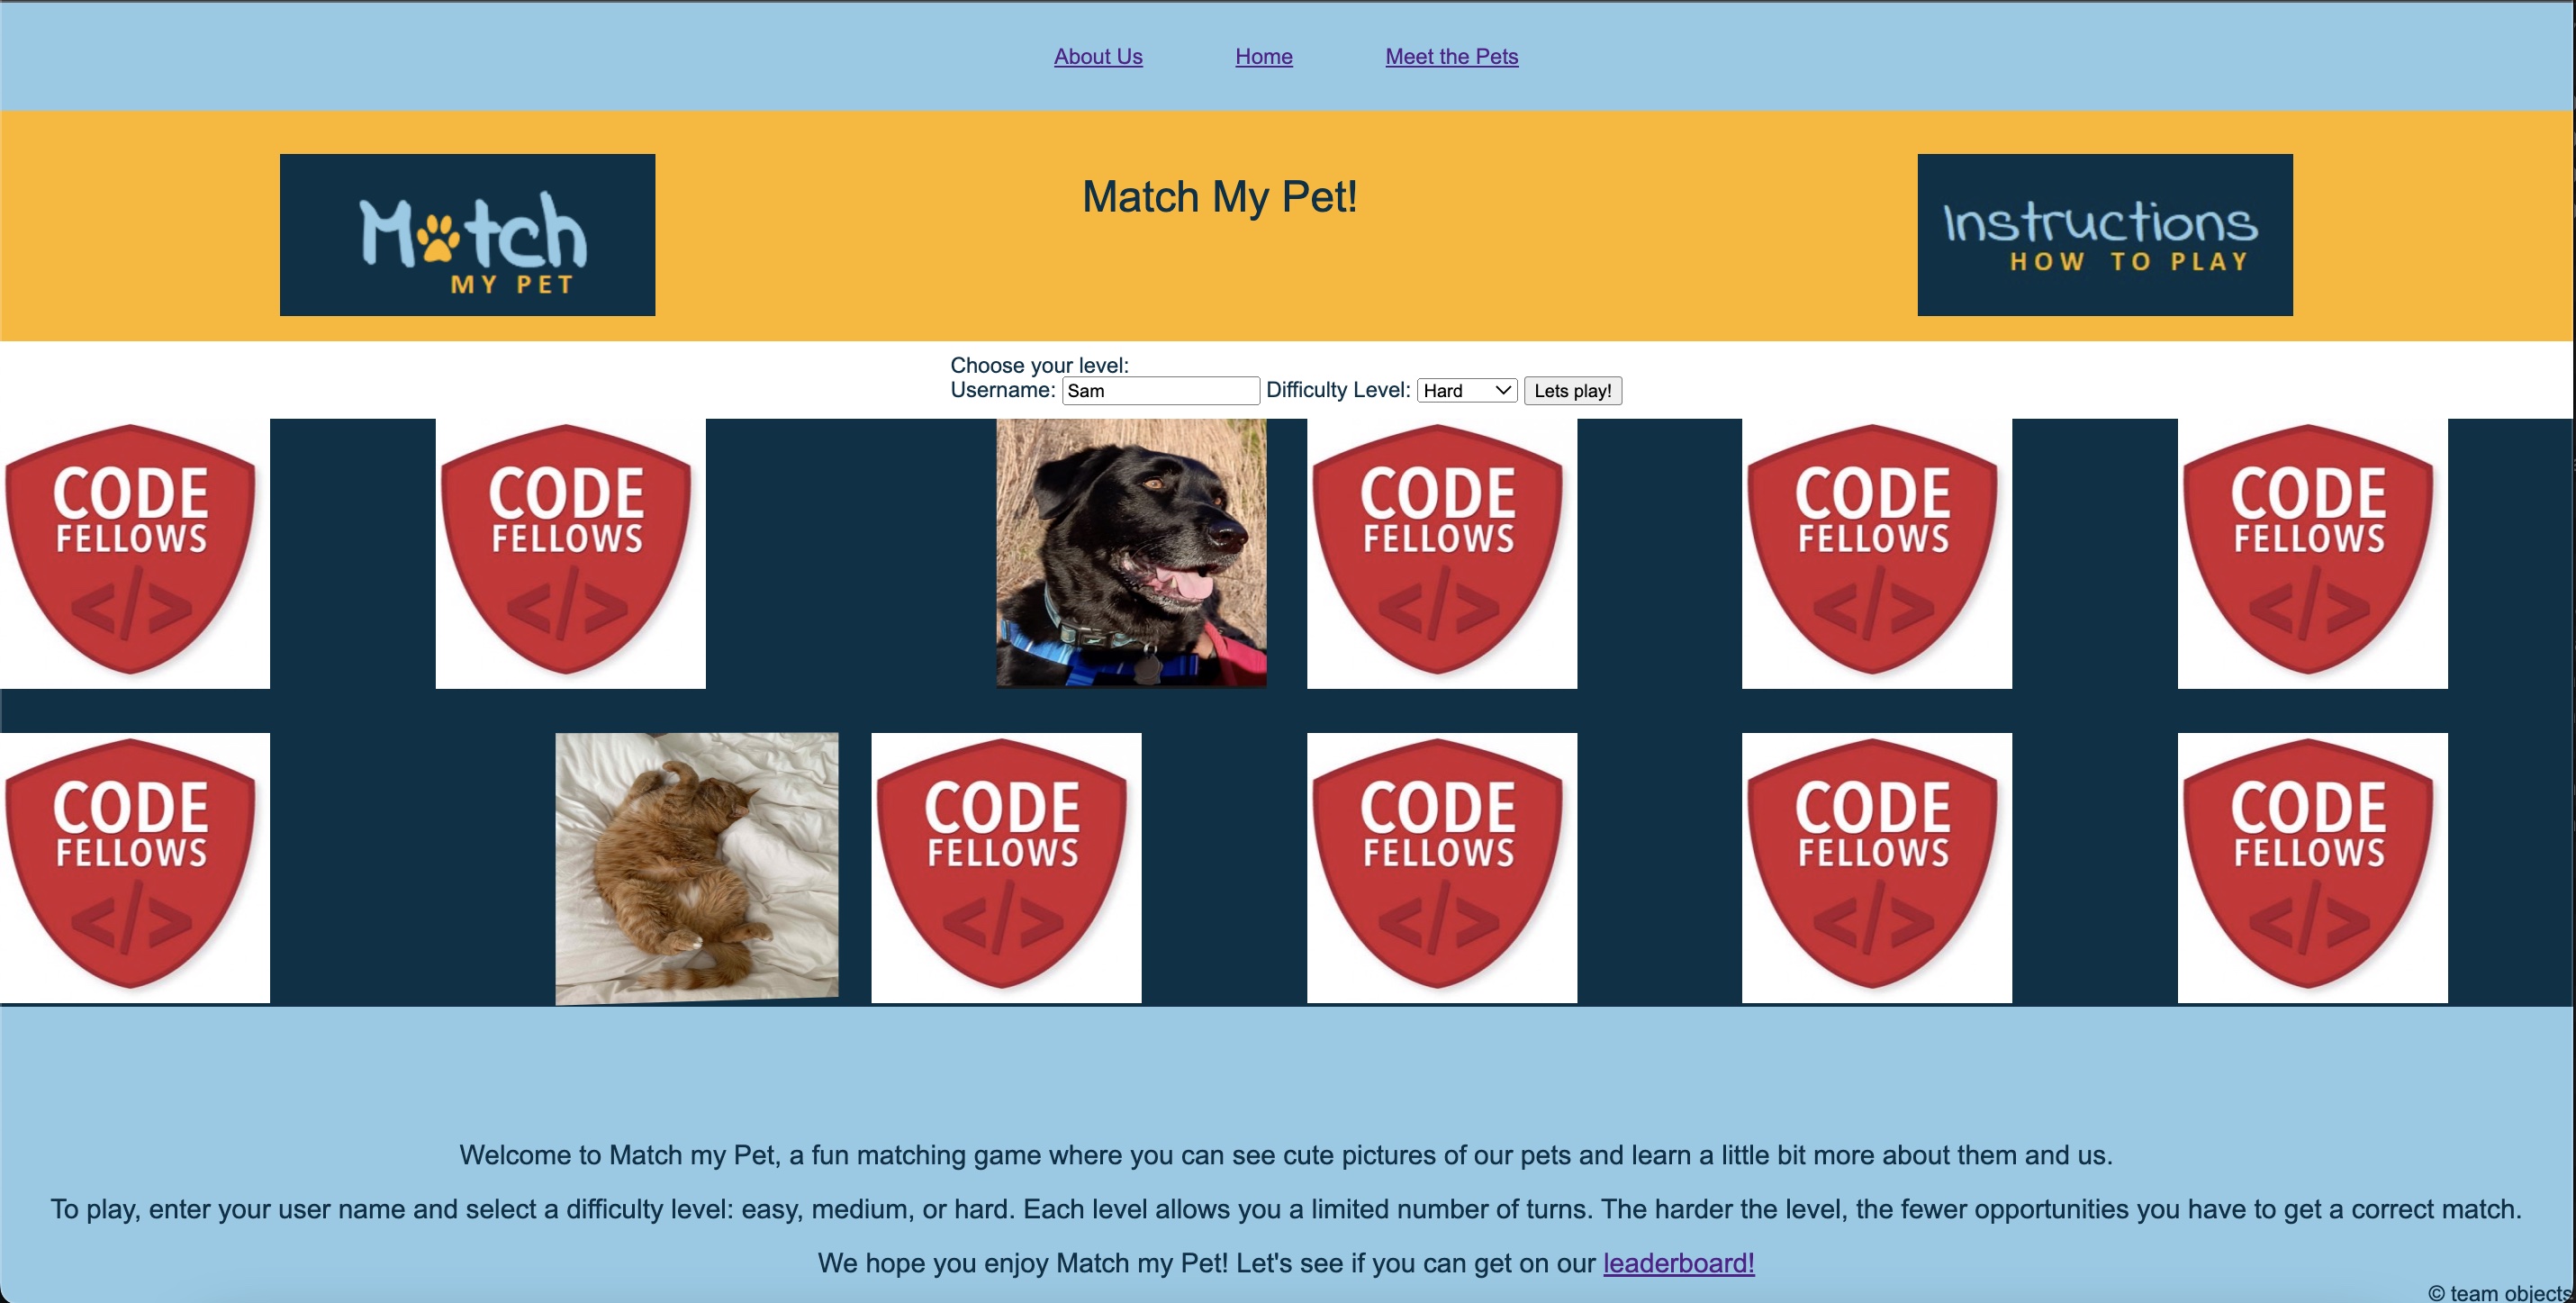 About Us Home Meet the Pets
Match
MY PET
Match My Pet!
Instructions
HOW TO PLAY
Choose your level:
Username: Sam Difficulty Level: Hard Lets play!
CODE
FELLOWS
</>
CODE
FELLOWS
</>
CODE
FELLOWS
</>
CODE
FELLOWS
</>
CODE
FELLOWS
</>
CODE
FELLOWS
</>
CODE
FELLOWS
</>
CODE
FELLOWS
</>
CODE
FELLOWS
</>
CODE
FELLOWS
</>
Welcome to Match my Pet, a fun matching game where you can see cute pictures of our pets and learn a little bit more about them and us.
To play, enter your user name and select a difficulty level: easy, medium, or hard. Each level allows you a limited number of turns. The harder the level, the fewer opportunities you have to get a correct match.
We hope you enjoy Match my Pet! Let's see if you can get on our leaderboard!
© team objects